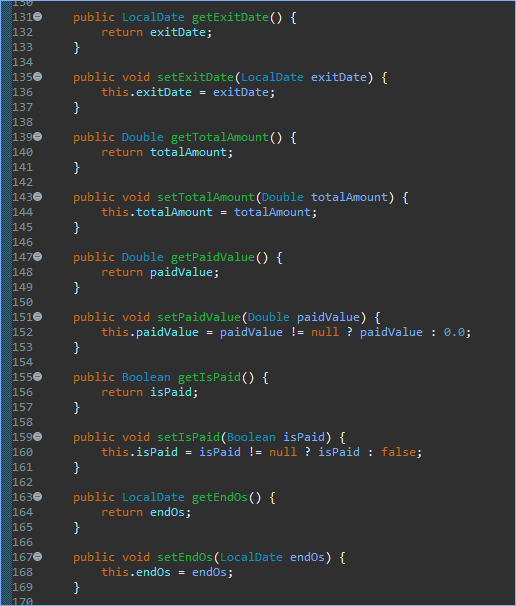 130
131 public LocalDate getExitDate() {
132 return exitDate;
133 }
134
135 public void setExitDate(LocalDate exitDate) {
136 this.exitDate = exitDate;
137 }
138
139 public Double getTotalAmount() {
140 return totalAmount;
141 }
142
143 public void setTotalAmount(Double totalAmount) {
144 this.totalAmount = totalAmount;
145 }
146
147 public Double getPaidValue() {
148 return paidValue;
149 }
150
151 public void setPaidValue(Double paidValue) {
152 this.paidValue = paidValue != null ? paidValue : 0.0;
153 }
154
155 public Boolean getIsPaid() {
156 return isPaid;
157 }
158
159 public void setIsPaid(Boolean isPaid) {
160 this.isPaid = isPaid != null ? isPaid : false;
161 }
162
163 public LocalDate getEndOs() {
164 return endOs;
165 }
166
167 public void setEndOs(LocalDate endOs) {
168 this.endOs = endOs;
169 }
170